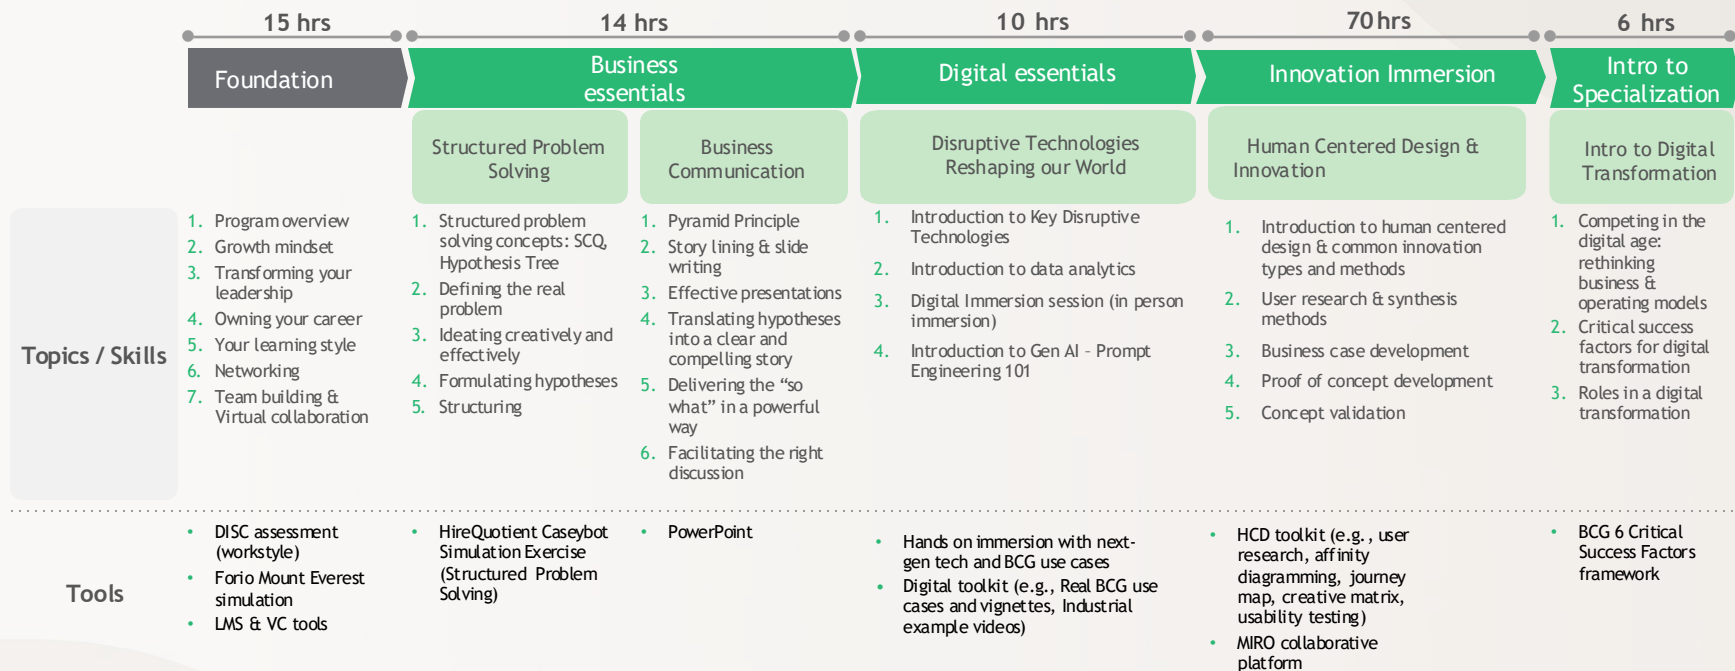 15 hrs
14 hrs
10 hrs
70 hrs
6 hrs
Foundation
Business
essentials
Digital essentials
Innovation Immersion
Intro to
Specialization
Structured Problem
Solving
Business
Communication
Disruptive Technologies
Reshaping our World
Human Centered Design &
Innovation
Intro to Digital
Transformation
Topics / Skills
1. Program overview
2. Growth mindset
3. Transforming your
leadership
4. Owning your career
5. Your learning style
6. Networking
7. Team building &
Virtual collaboration
1. Structured problem
solving concepts: SCQ,
Hypothesis Tree
2. Defining the real
problem
3. Ideating creatively and
effectively
4. Formulating hypotheses
5. Structuring
1. Pyramid Principle
2. Story lining & slide
writing
3. Effective presentations
4. Translating hypotheses
into a clear and
compelling story
5. Delivering the “so
what” in a powerful
way
6. Facilitating the right
discussion
1. Introduction to Key Disruptive
Technologies
2. Introduction to data analytics
3. Digital Immersion session (in person
immersion)
4. Introduction to Gen AI – Prompt
Engineering 101
1. Introduction to human centered
design & common innovation
types and methods
2. User research & synthesis
methods
3. Business case development
4. Proof of concept development
5. Concept validation
1. Competing in the
digital age:
rethinking
business &
operating models
2. Critical success
factors for digital
transformation
3. Roles in a digital
transformation
Tools
• DISC assessment
(workstyle)
• Forio Mount Everest
simulation
• LMS & VC tools
• HireQuotient Caseybot
Simulation Exercise
(Structured Problem
Solving)
• PowerPoint
• Hands on immersion with next-
gen tech and BCG use cases
• Digital toolkit (e.g., Real BCG use
cases and vignettes, Industrial
example videos)
• HCD toolkit (e.g., user
research, affinity
diagramming, journey
map, creative matrix,
usability testing)
• MIRO collaborative
platform
• BCG 6 Critical
Success Factors
framework